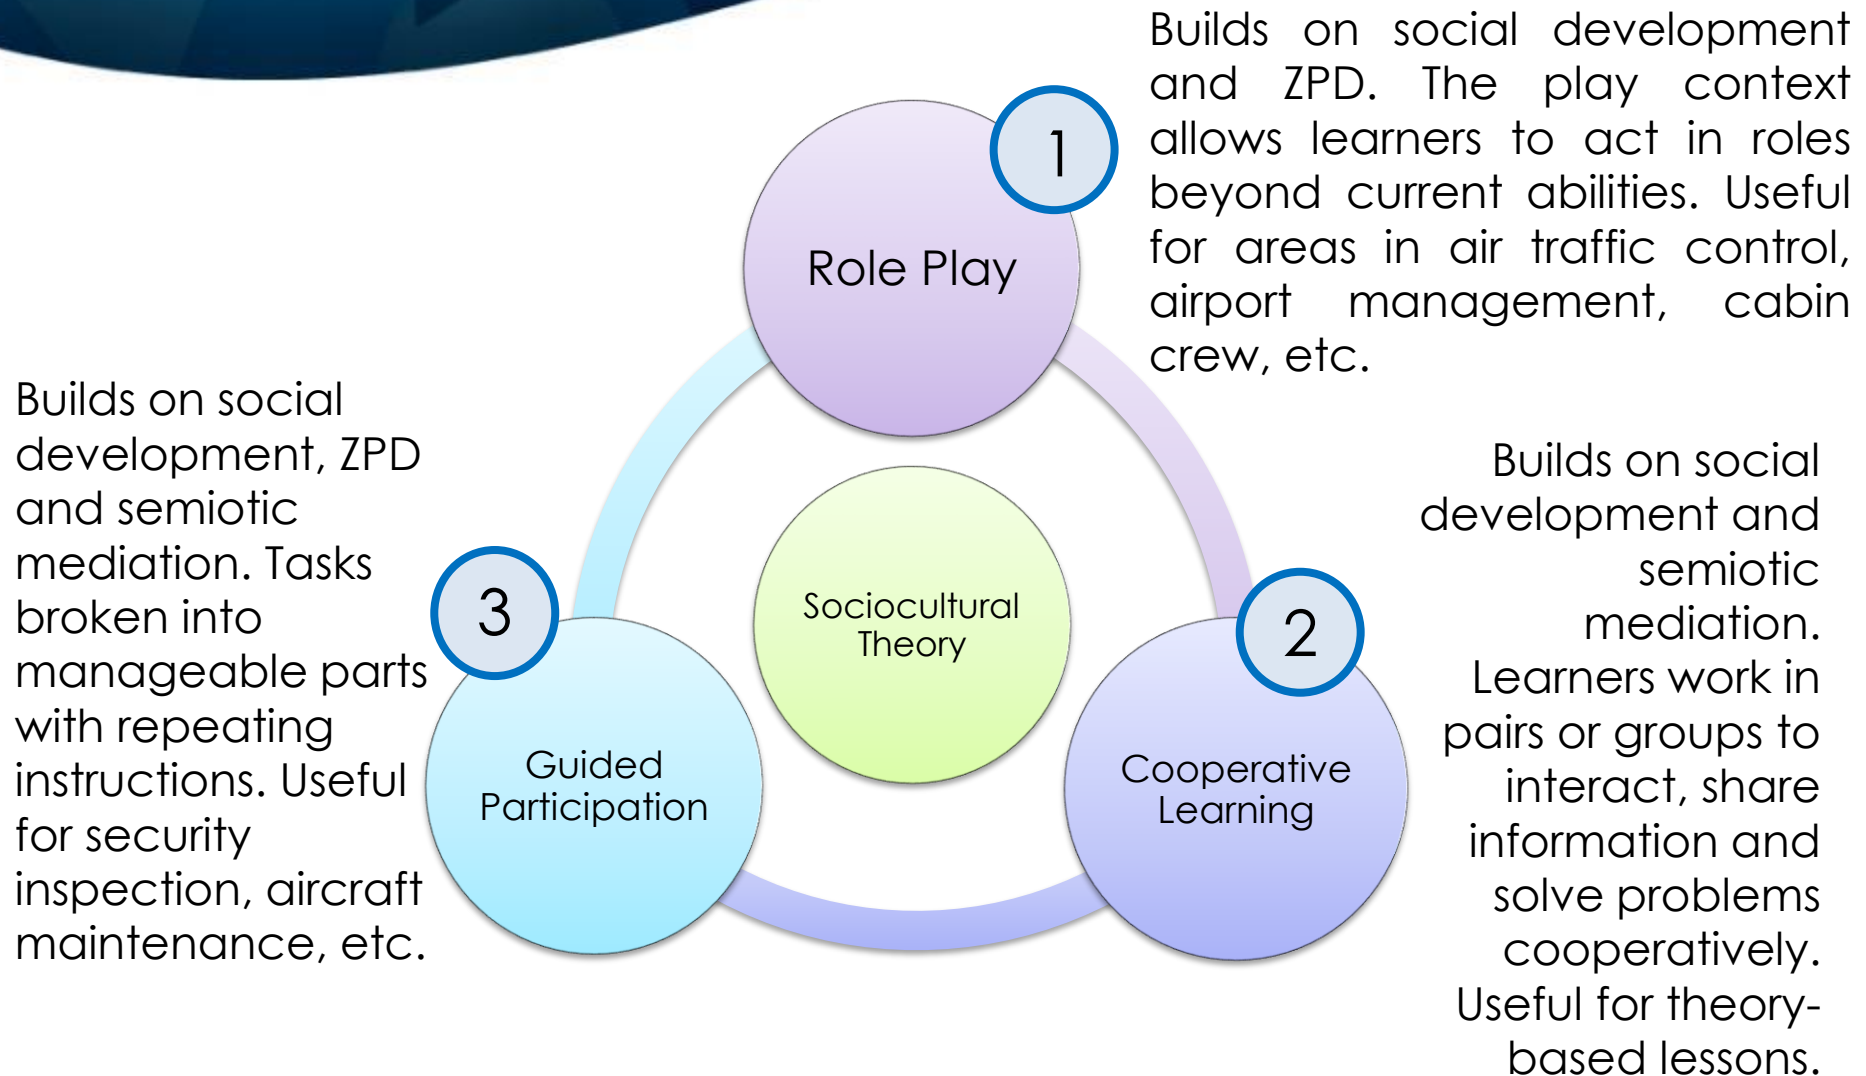 Builds on social development
and ZPD. The play context
allows learners to act in roles
beyond current abilities. Useful
for areas in air traffic control,
airport management, cabin
crew, etc.
1
Role Play
Builds on social
development, ZPD
and semiotic
mediation. Tasks
broken into
manageable parts
with repeating
instructions. Useful
for security
inspection, aircraft
maintenance, etc.
3
Guided
Participation
Sociocultural
Theory
2
Cooperative
Learning
Builds on social
development and
semiotic
mediation.
Learners work in
pairs or groups to
interact, share
information and
solve problems
cooperatively.
Useful for theory-
based lessons.